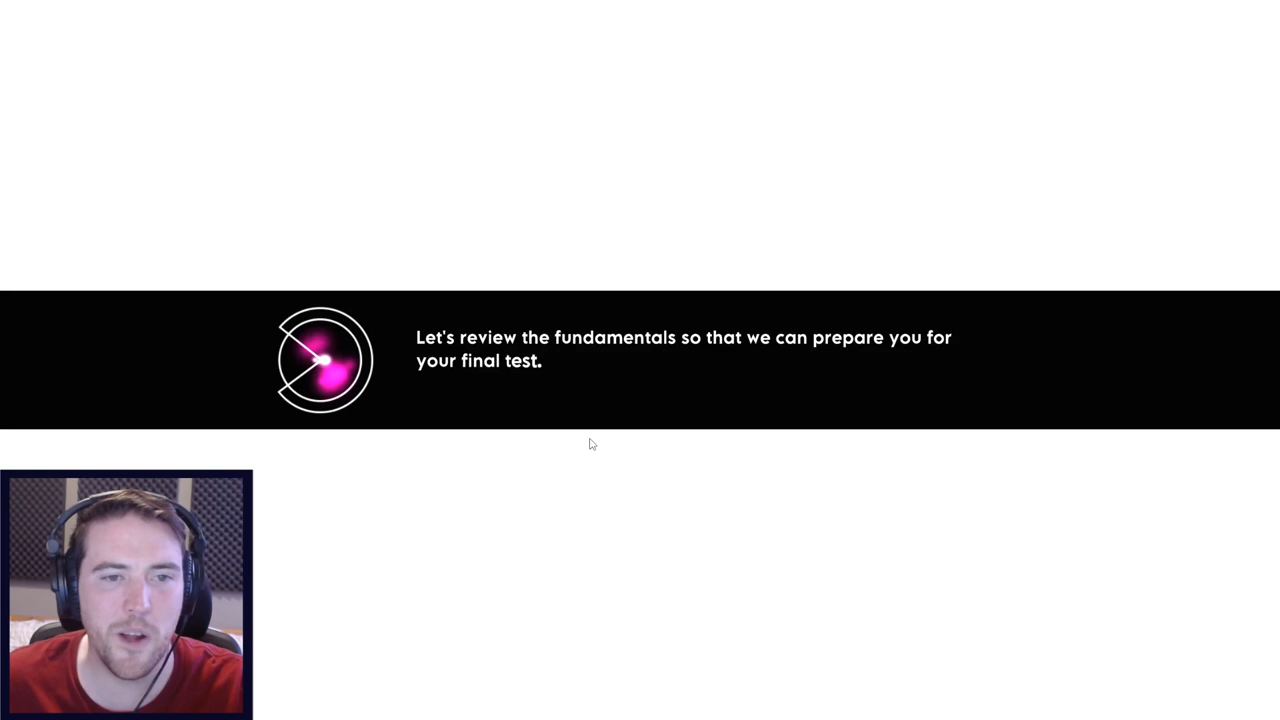 Let's review the fundamentals so that we can prepare you for
your final test.